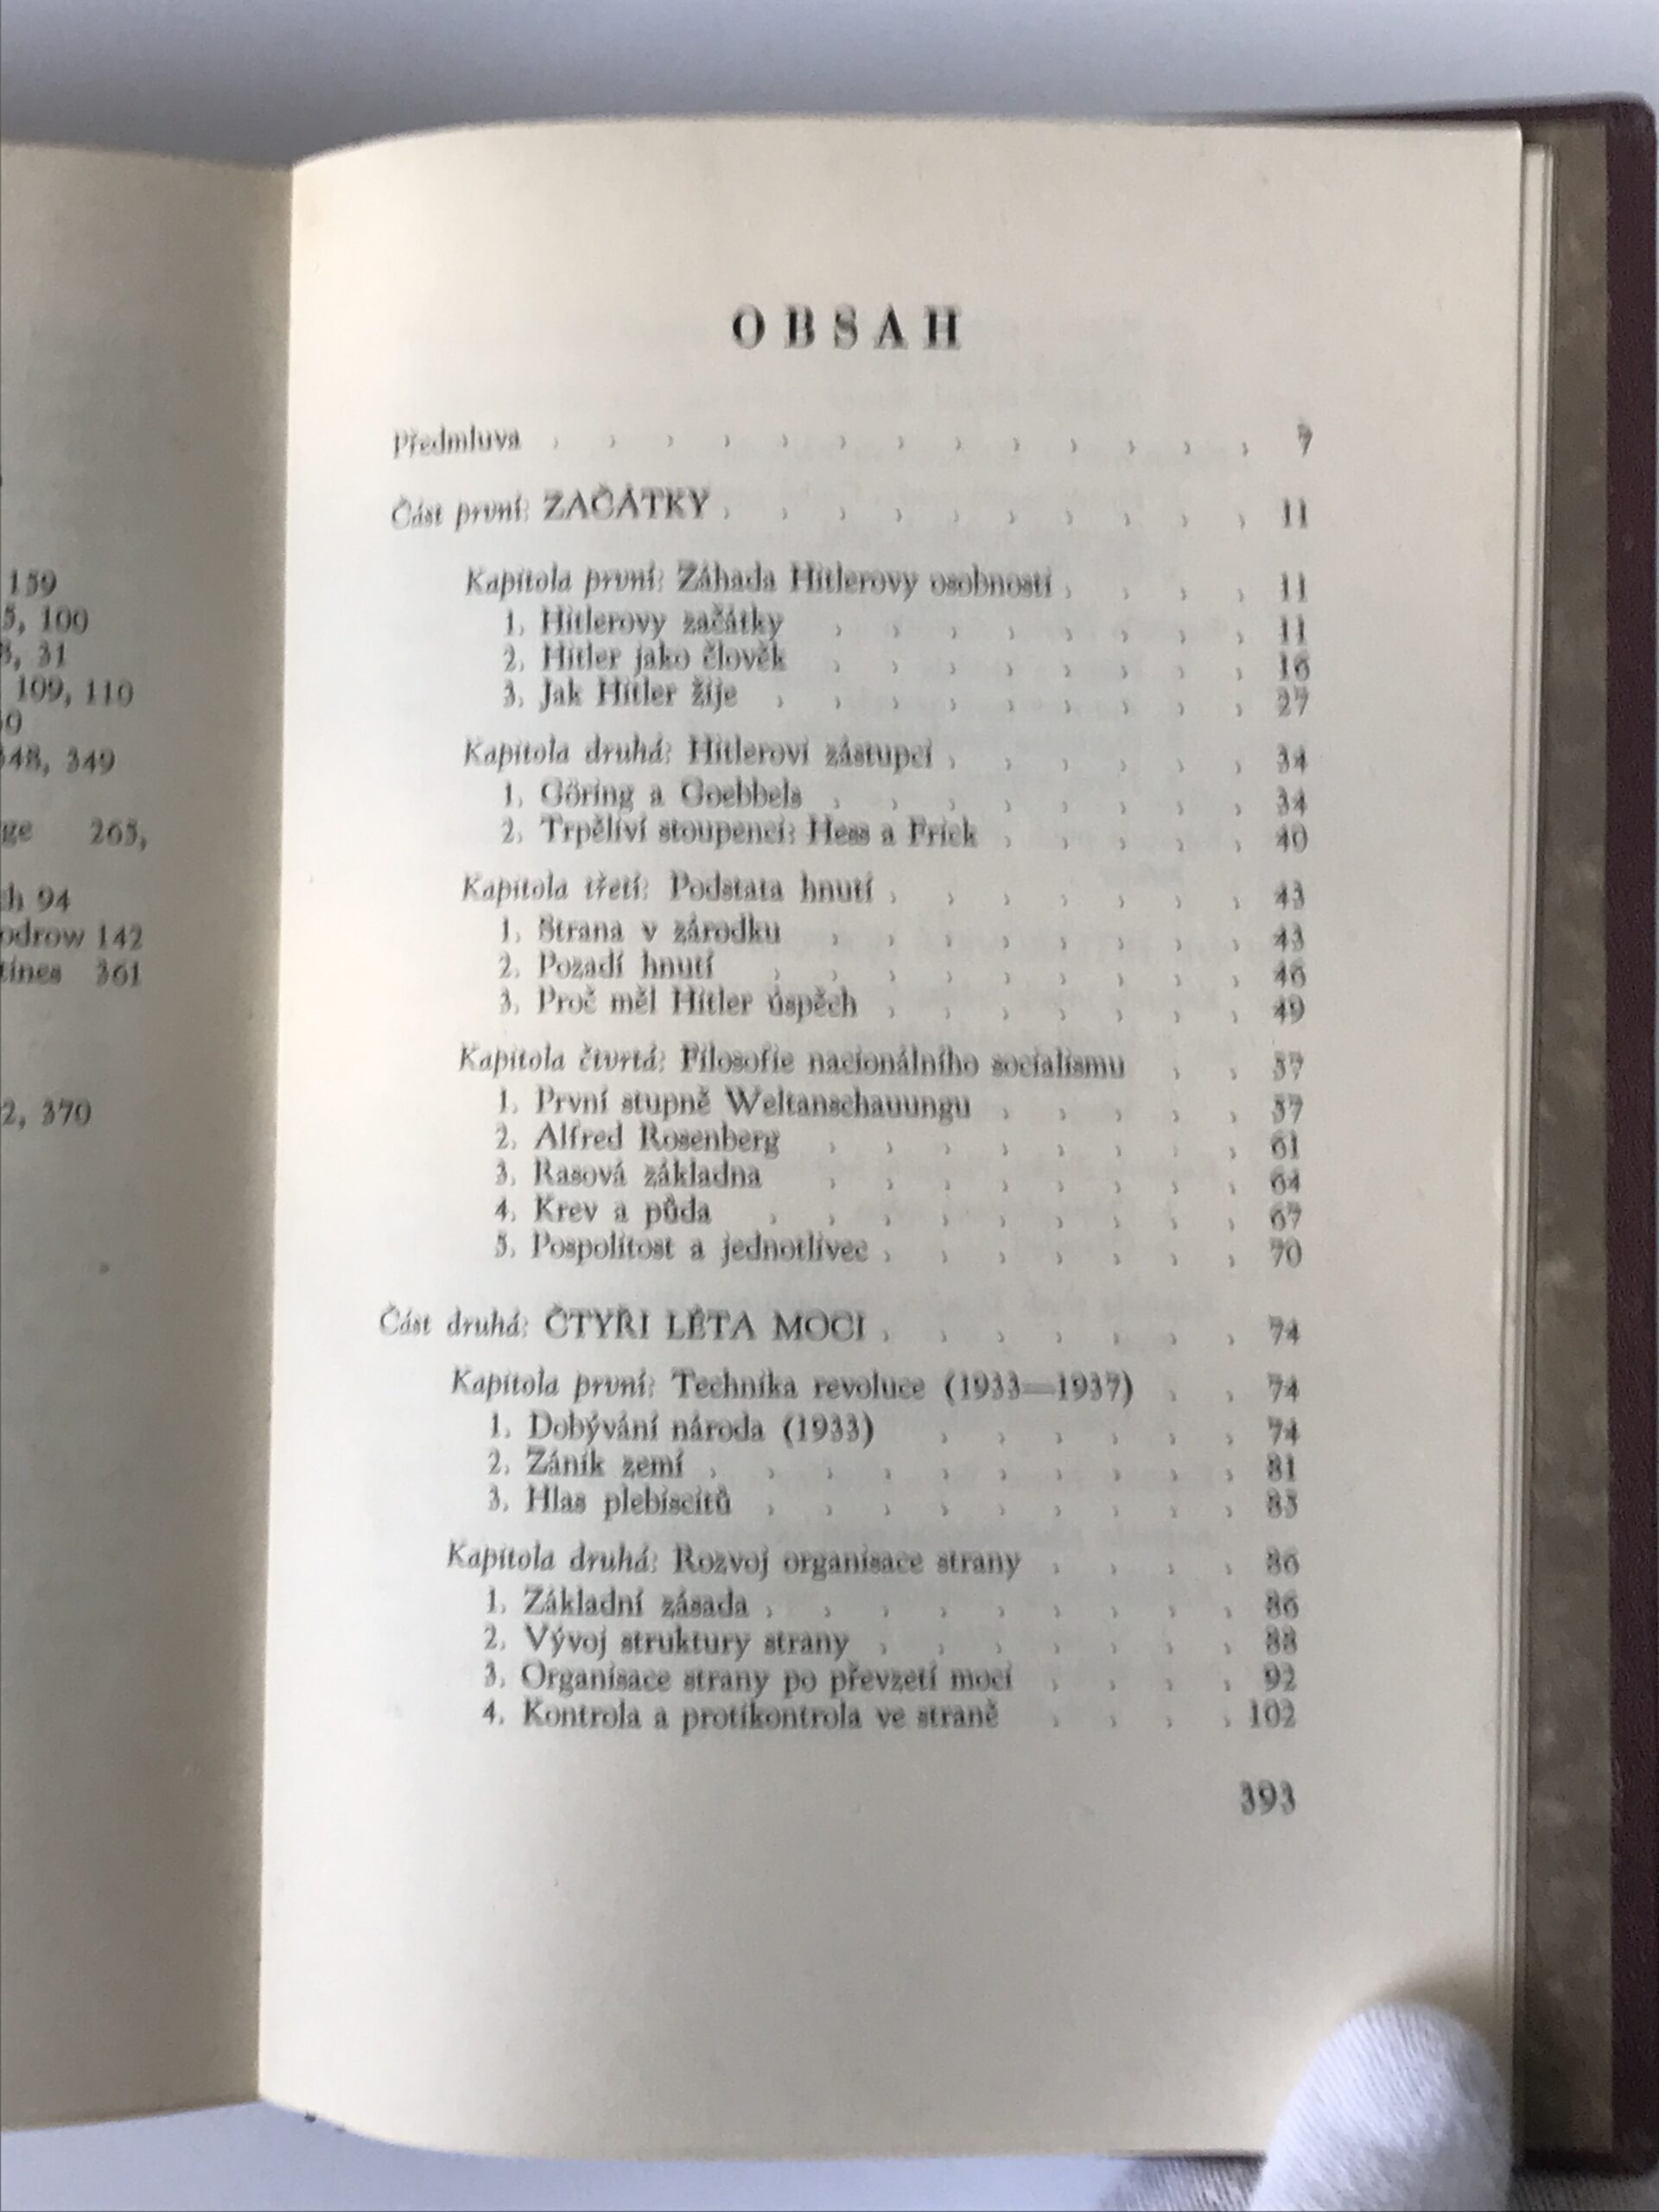 159
5, 100
8, 31
109, 110
348, 349
265,
94
odrow 142
tines 361
2, 370
OBSAH
Předmluva . . . . . . . . . . . . . 7
Část první: ZAČÁTKY . . . . . . . . . . 11
Kapitola první: Záhada Hitlerovy osobnosti . . . . 11
1. Hitlerovy začátky . . . . . . . . 11
2. Hitler jako člověk . . . . . . . . 16
3. Jak Hitler žije . . . . . . . . . 27
Kapitola druhá: Hitlerovi zástupci . . . . . . 34
1. Göring a Goebbels . . . . . . . . 34
2. Trpěliví stoupenci: Hess a Frick . . . . . 40
Kapitola třetí: Podstata hnutí . . . . . . . 43
1. Strana v zárodku . . . . . . . . 43
2. Pozadí hnutí . . . . . . . . . 46
3. Proč měl Hitler úspěch . . . . . . . 49
Kapitola čtvrtá: Filosofie nacionálního socialismu . . 57
1. První stupně Weltanschauungu . . . . . 57
2. Alfred Rosenberg . . . . . . . . 61
3. Rasová základna . . . . . . . . 64
4. Krev a půda . . . . . . . . . 67
5. Pospolitost a jednotlivec . . . . . . . 70
Část druhá: ČTYŘI LÉTA MOCI . . . . . . . 74
Kapitola první: Technika revoluce (1933—1937) . . 74
1. Dobývání národa (1933) . . . . . . 74
2. Zánik zemí . . . . . . . . . . 81
3. Hlas plebiscitů . . . . . . . . . 83
Kapitola druhá: Rozvoj organisace strany . . . . 86
1. Základní zásada . . . . . . . . . 86
2. Vývoj struktury strany . . . . . . . 88
3. Organisace strany po převzetí moci . . . . 92
4. Kontrola a protikontrola ve straně . . . . 102
393